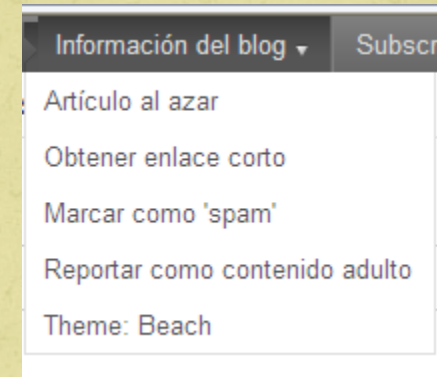 Información del blog Subscr
Artículo al azar
Obtener enlace corto
Marcar como 'spam'
Reportar como contenido adulto
Theme: Beach